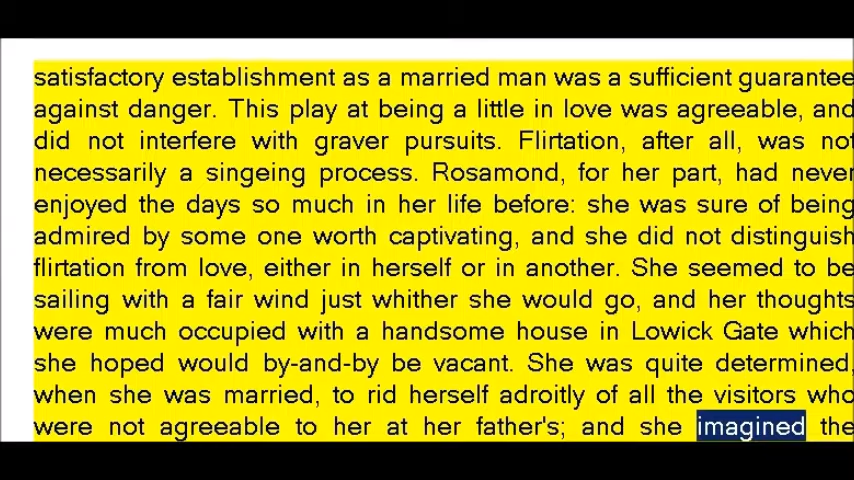 satisfactory establishment as a married man was a sufficient guarantee
against danger. This play at being a little in love was agreeable, and
did not interfere with graver pursuits. Flirtation, after all, was not
necessarily a singeing process. Rosamond, for her part, had never
enjoyed the days so much in her life before: she was sure of being
admired by some one worth captivating, and she did not distinguish
flirtation from love, either in herself or in another. She seemed to be
sailing with a fair wind just whither she would go, and her thoughts
were much occupied with a handsome house in Lowick Gate which
she hoped would by-and-by be vacant. She was quite determined,
when she was married, to rid herself adroitly of all the visitors who
were not agreeable to her at her father's; and she imagined the